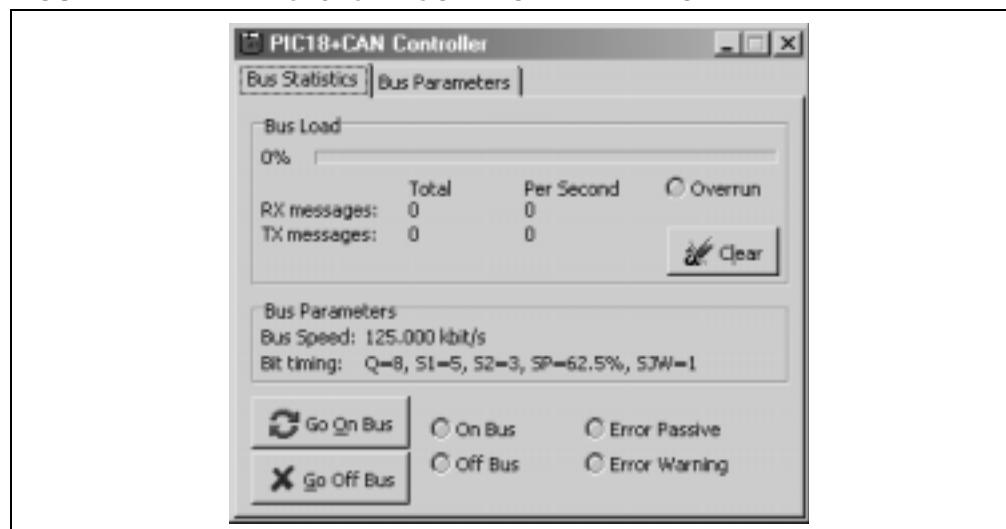 PIC18+CAN Controller
Bus Statistics Bus Parameters
Bus Load
0%
Total Per Second Overrun
RX messages: 0 0
TX messages: 0 0
Clear
Bus Parameters
Bus Speed: 125.000 kbit/s
Bit timing: Q=8, S1=5, S2=3, SP=62.5%, SJW=1
Go On Bus On Bus Error Passive
Go Off Bus Off Bus Error Warning